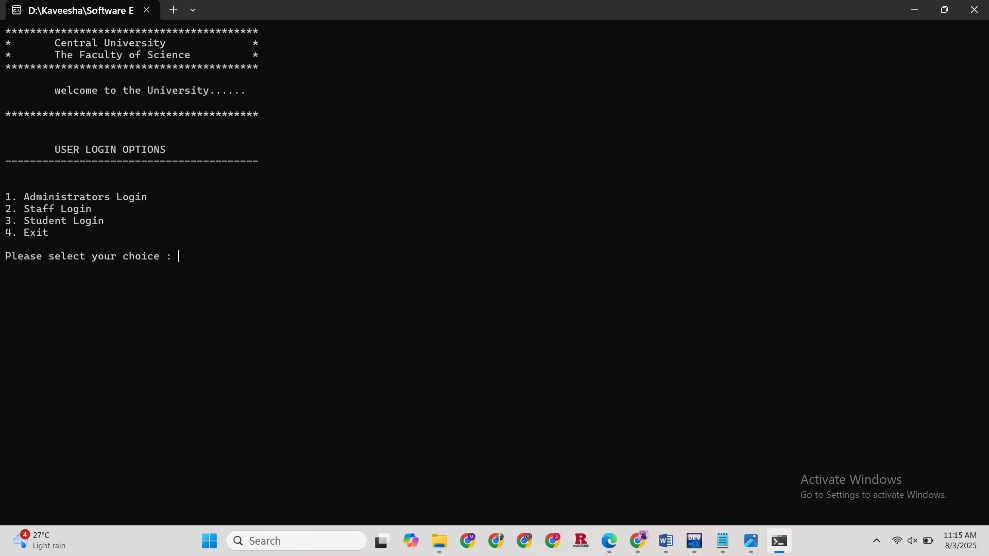 D:\Kaveesha\Software E
******************************************
* Central University *
* The Faculty of Science *
******************************************
welcome to the University......
******************************************
USER LOGIN OPTIONS
------------------------------------------
1. Administrators Login
2. Staff Login
3. Student Login
4. Exit
Please select your choice :
Activate Windows
Go to Settings to activate Windows.
4
27°C
Light rain
Search
DEV
11:15 AM
8/3/2025